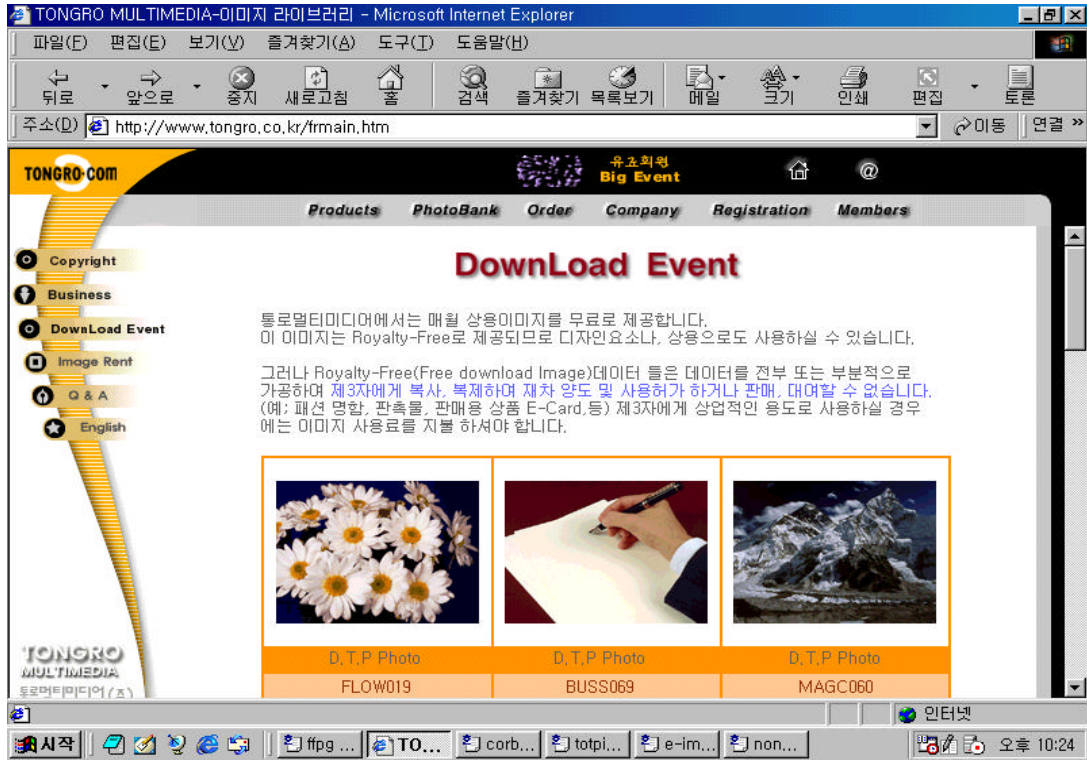 TONGRO MULTIMEDIA-이미지 라이브러리 - Microsoft Internet Explorer
파일(F) 편집(E) 보기(V) 즐겨찾기(A) 도구(T) 도움말(H)
뒤로 앞으로 중지 새로고침 홈 검색 즐겨찾기 목록보기 메일 크기 인쇄 편집 토론
주소(D) http://www.tongro.co.kr/frmain.htm 이동 연결 »
TONGRO.COM
유료회원
Big Event
@
Products PhotoBank Order Company Registration Members
Copyright
Business
DownLoad Event
Image Rent
Q & A
English
DownLoad Event
통로멀티미디어에서는 매월 상용이미지를 무료로 제공합니다.
이 이미지는 Royalty-Free로 제공되므로 디자인요소나, 상용으로도 사용하실 수 있습니다.
그러나 Royalty-Free(Free download Image)데이터 들은 데이터를 전부 또는 부분적으로
가공하여 제3자에게 복사, 복제하여 재차 양도 및 사용허가 하거나 판매, 대여할 수 없습니다.
(예; 패션 명함, 판촉물, 판매용 상품 E-Card,등) 제3자에게 상업적인 용도로 사용하실 경우
에는 이미지 사용료를 지불 하셔야 합니다.
D.T.P Photo D.T.P Photo D.T.P Photo
FLOW019 BUSS069 MAGC060
TONGRO
MULTIMEDIA
통로멀티미디어(주)
인터넷
시작 ffpg ... TO... corb... totpi... e-im... non... 오후 10:24